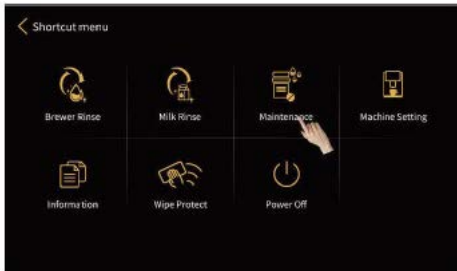 Shortcut menu
Brewer Rinse
Milk Rinse
Maintenance
Machine Setting
Information
Wipe Protect
Power Off